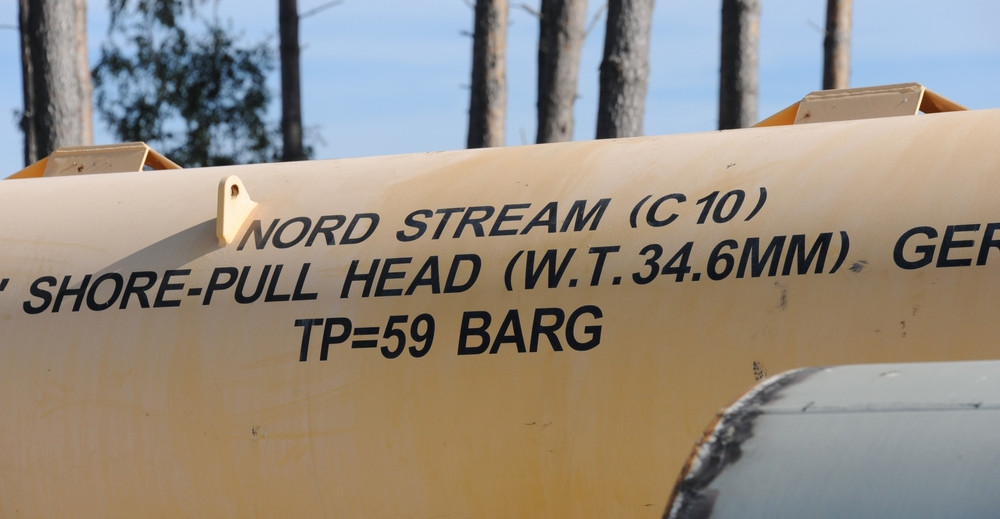 NORD STREAM (C 10)
" SHORE-PULL HEAD (W.T. 34.6MM) GER
TP=59 BARG